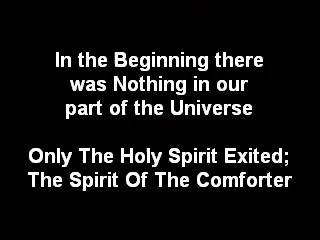 In the Beginning there
was Nothing in our
part of the Universe
Only The Holy Spirit Exited;
The Spirit Of The Comforter